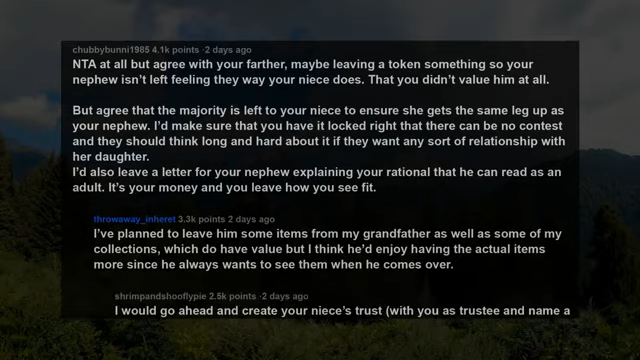 chubbybunni1985 4.1k points ·2 days ago
NTA at all but agree with your farther, maybe leaving a token something so your
nephew isn't left feeling they way your niece does. That you didn't value him at all.
But agree that the majority is left to your niece to ensure she gets the same leg up as
your nephew. I'd make sure that you have it locked right that there can be no contest
and they should think long and hard about it if they want any sort of relationship with
her daughter.
I'd also leave a letter for your nephew explaining your rational that he can read as an
adult. It's your money and you leave how you see fit.
throwaway_inheret 3.3k points 2 days ago
I've planned to leave him some items from my grandfather as well as some of my
collections, which do have value but I think he'd enjoy having the actual items
more since he always wants to see them when he comes over.
shrimpandshooflypie 2.5k points ·2 days ago
I would go ahead and create your niece's trust (with you as trustee and name a